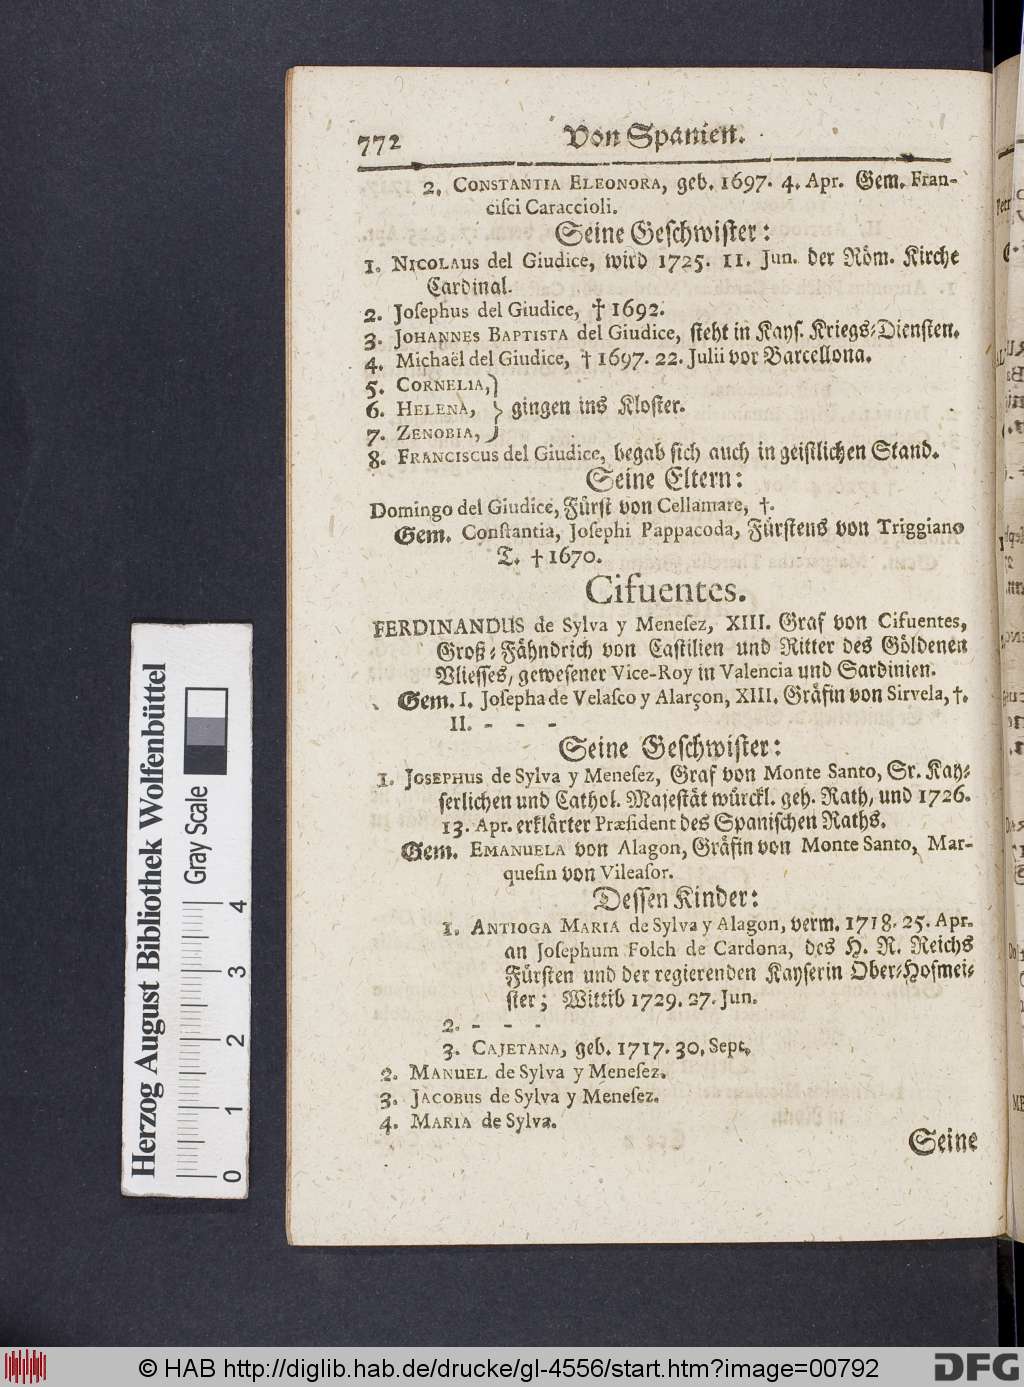 772 Von Spanien.
2. CONSTANTIA ELEONORA, geb. 1697. 4. Apr. Gem. Fran-
cisci Caraccioli.
Seine Geschwister:
1. NICOLAUS del Giudice, wird 1725. 11. Jun. der Röm. Kirche
Cardinal.
2. Josephus del Giudice, † 1692.
3. JOHANNES BAPTISTA del Giudice, steht in Kays. Kriegs-Diensten.
4. Michaël del Giudice, † 1697. 22. Julii vor Barcellona.
5. CORNELIA,
6. HELENA, } gingen ins Kloster.
7. ZENOBIA,
8. FRANCISCUS del Giudice, begab sich auch in geistlichen Stand.
Seine Eltern:
Domingo del Giudice, Fürst von Cellamare, †.
Gem. Constantia, Josephi Pappacoda, Fürstens von Triggiano
T. † 1670.
Cifuentes.
FERDINANDUS de Sylva y Menesez, XIII. Graf von Cifuentes,
Groß-Fähndrich von Castilien und Ritter des Göldenen
Vliesses, gewesener Vice-Roy in Valencia und Sardinien.
Gem. I. Josepha de Velasco y Alarçon, XIII. Gräfin von Sirvela, †.
II. - - -
Seine Geschwister:
1. JOSEPHUS de Sylva y Menesez, Graf von Monte Santo, Sr. Kay-
serlichen und Cathol. Majestät würckl. geh. Rath, und 1726.
13. Apr. erklärter Præsident des Spanischen Raths.
Gem. EMANUELA von Alagon, Gräfin von Monte Santo, Mar-
quesin von Vileasor.
Dessen Kinder:
1. ANTIOGA MARIA de Sylva y Alagon, verm. 1718. 25. Apr.
an Josephum Folch de Cardona, des H. R. Reichs
Fürsten und der regierenden Kayserin Ober-Hofmei-
ster; Wittib 1729. 27. Jun.
2. - - -
3. CAJETANA, geb. 1717. 30. Sept.
2. MANUEL de Sylva y Menesez.
3. JACOBUS de Sylva y Menesez.
4. MARIA de Sylva.
Seine
Herzog August Bibliothek Wolfenbüttel
Gray Scale
0 1 2 3 4
© HAB http://diglib.hab.de/drucke/gl-4556/start.htm?image=00792
DFG